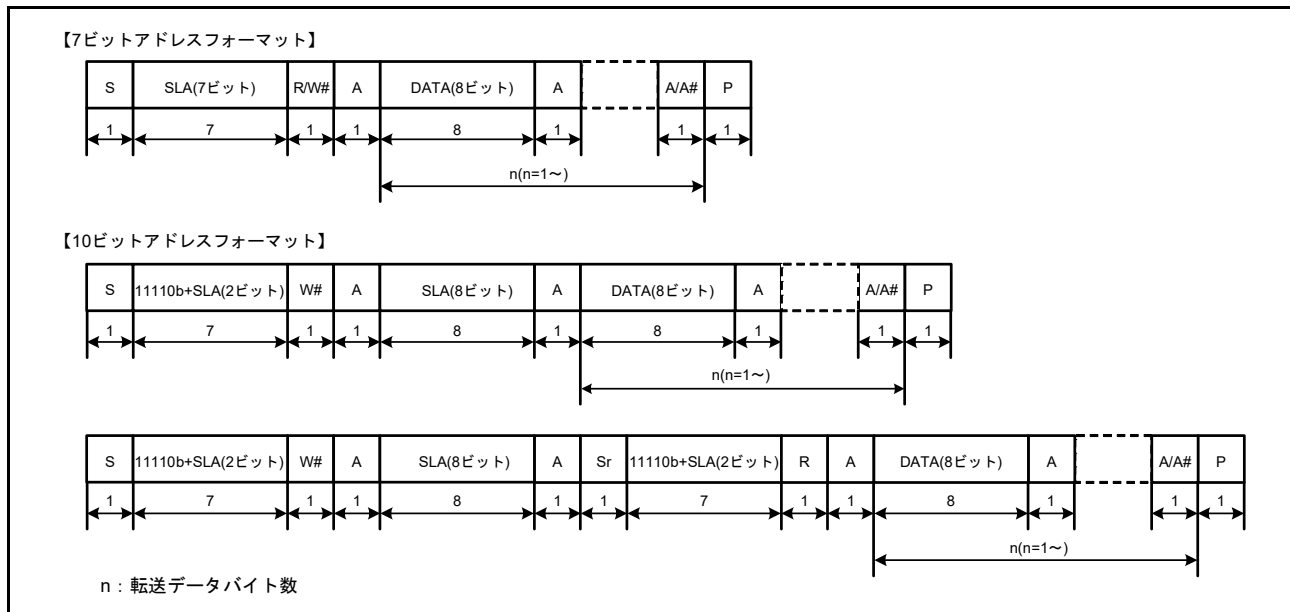 【7ビットアドレスフォーマット】
S SLA(7ビット) R/W# A DATA(8ビット) A A/A# P
1 7 1 1 8 1 1 1
n(n=1～)
【10ビットアドレスフォーマット】
S 11110b+SLA(2ビット) W# A SLA(8ビット) A DATA(8ビット) A A/A# P
1 7 1 1 8 1 8 1 1 1
n(n=1～)
S 11110b+SLA(2ビット) W# A SLA(8ビット) A Sr 11110b+SLA(2ビット) R A DATA(8ビット) A A/A# P
1 7 1 1 8 1 1 7 1 1 8 1 1 1
n(n=1～)
n：転送データバイト数